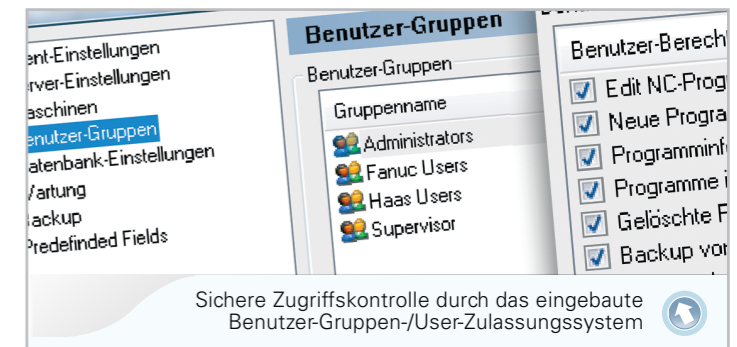 ent-Einstellungen
rver-Einstellungen
aschinen
enutzer-Gruppen
atenbank-Einstellungen
Wartung
ackup
Predefinded Fields
Benutzer-Gruppen
Benutzer-Gruppen
Gruppenname
Administrators
Fanuc Users
Haas Users
Supervisor
Benutzer-Berech
Edit NC-Prog
Neue Progra
Programminf
Programme i
Gelöschte F
Backup vor
Sichere Zugriffskontrolle durch das eingebaute
Benutzer-Gruppen-/User-Zulassungssystem